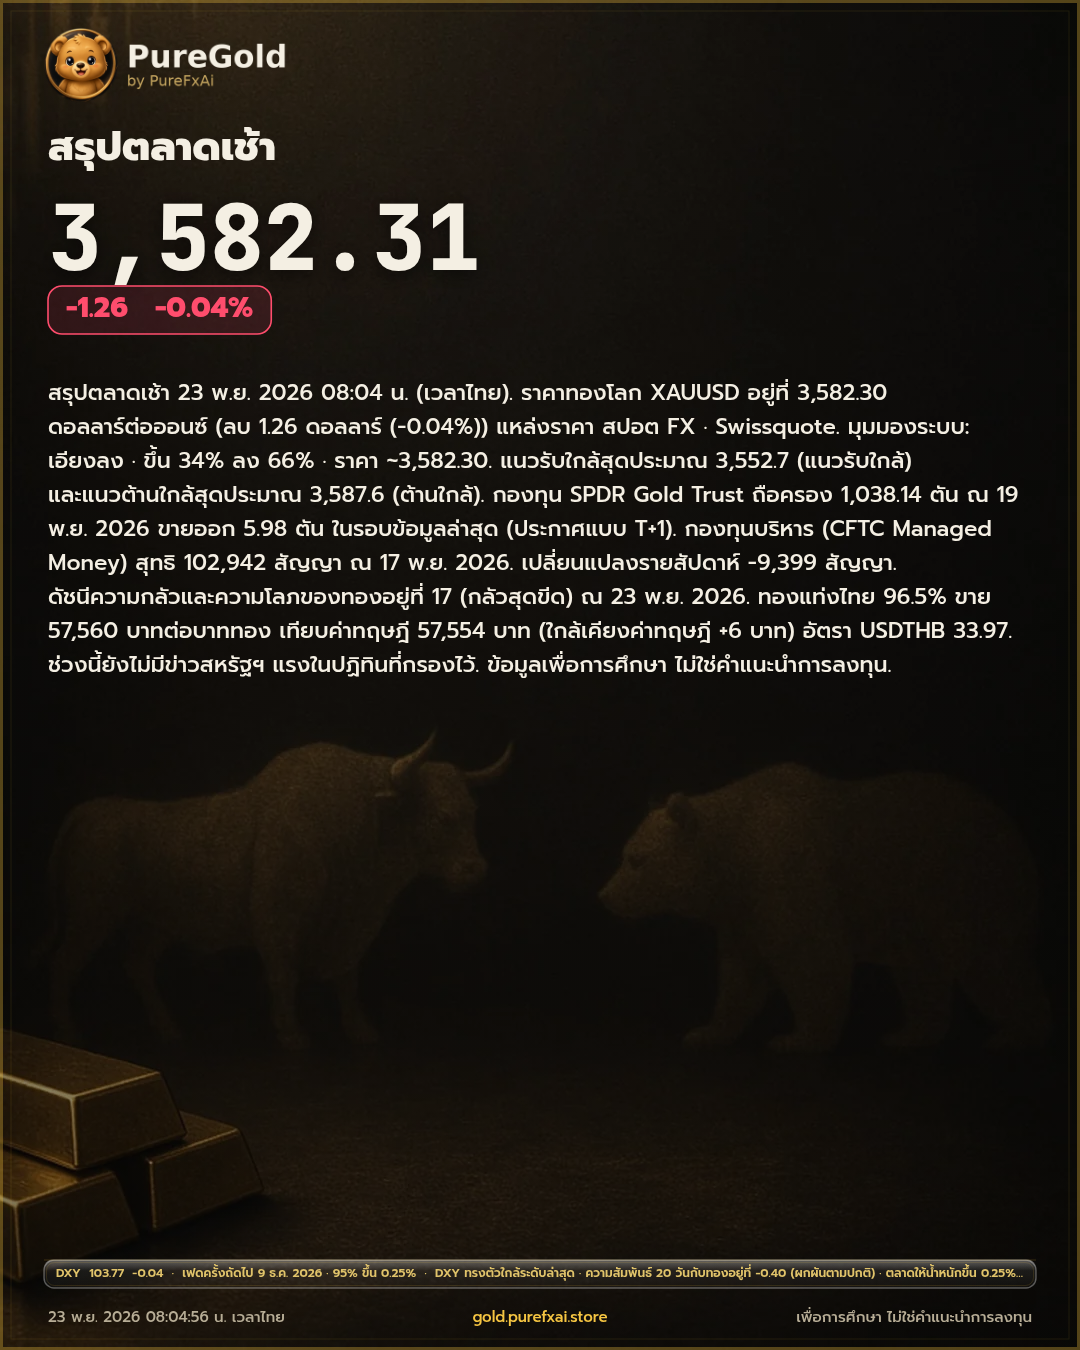 PureGold
by PureFxAi
สรุปตลาดเช้า
3,582.31
-1.26 -0.04%
สรุปตลาดเช้า 23 พ.ย. 2026 08:04 น. (เวลาไทย). ราคาทองโลก XAUUSD อยู่ที่ 3,582.30
ดอลลาร์ต่อออนซ์ (ลบ 1.26 ดอลลาร์ (-0.04%)) แหล่งราคา สปอต FX · Swissquote. มุมมองระบบ:
เอียงลง · ขึ้น 34% ลง 66% · ราคา ~3,582.30. แนวรับใกล้สุดประมาณ 3,552.7 (แนวรับใกล้)
และแนวต้านใกล้สุดประมาณ 3,587.6 (ต้านใกล้). กองทุน SPDR Gold Trust ถือครอง 1,038.14 ตัน ณ 19
พ.ย. 2026 ขายออก 5.98 ตัน ในรอบข้อมูลล่าสุด (ประกาศแบบ T+1). กองทุนบริหาร (CFTC Managed
Money) สุทธิ 102,942 สัญญา ณ 17 พ.ย. 2026. เปลี่ยนแปลงรายสัปดาห์ -9,399 สัญญา.
ดัชนีความกลัวและความโลภของทองอยู่ที่ 17 (กลัวสุดขีด) ณ 23 พ.ย. 2026. ทองแท่งไทย 96.5% ขาย
57,560 บาทต่อบาททอง เทียบค่าทฤษฎี 57,554 บาท (ใกล้เคียงค่าทฤษฎี +6 บาท) อัตรา USDTHB 33.97.
ช่วงนี้ยังไม่มีข่าวสหรัฐฯ แรงในปฏิทินที่กรองไว้. ข้อมูลเพื่อการศึกษา ไม่ใช่คำแนะนำการลงทุน.
DXY 103.77 -0.04 · เฟดครั้งถัดไป 9 ธ.ค. 2026 · 95% ขึ้น 0.25% · DXY ทรงตัวใกล้ระดับล่าสุด · ความสัมพันธ์ 20 วันกับทองอยู่ที่ -0.40 (ผกผันตามปกติ) · ตลาดให้น้ำหนักขึ้น 0.25%...
23 พ.ย. 2026 08:04:56 น. เวลาไทย
gold.purefxai.store
เพื่อการศึกษา ไม่ใช่คำแนะนำการลงทุน